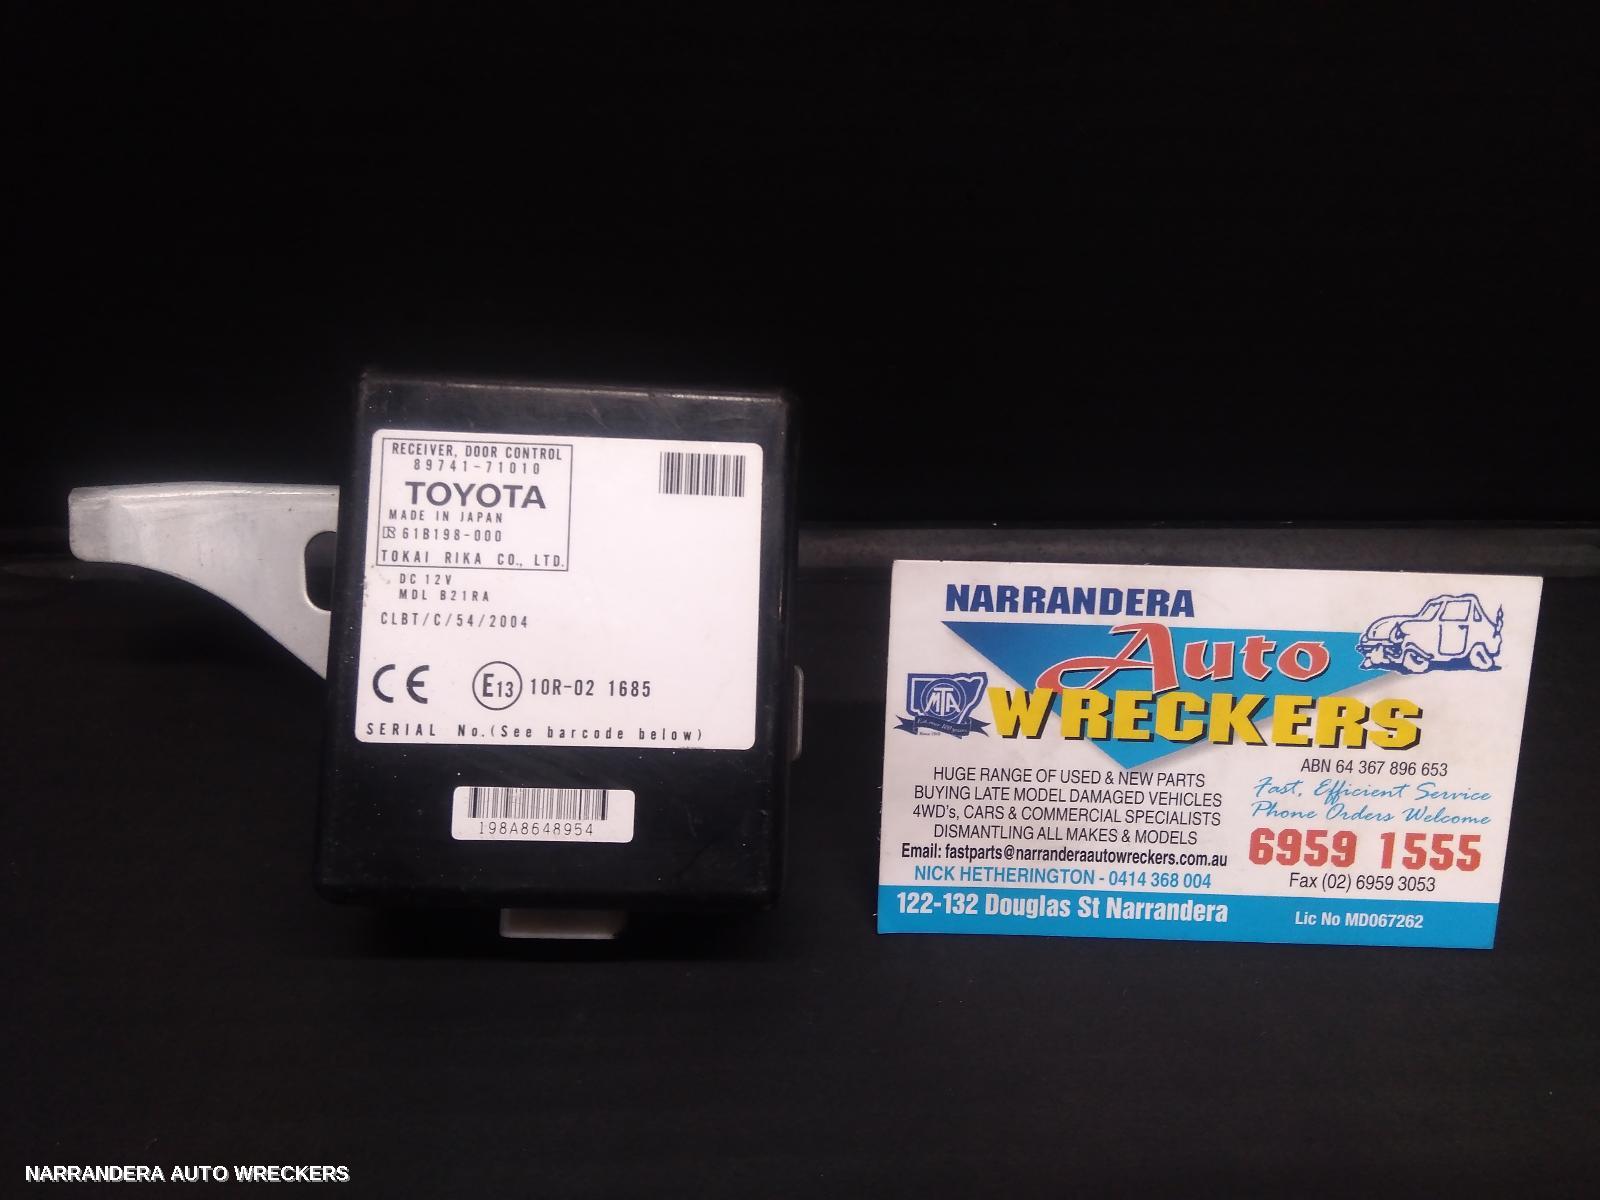 RECEIVER, DOOR CONTROL
89741-71010
TOYOTA
MADE IN JAPAN
61B198-000
TOKAI RIKA CO., LTD.
DC 12V
MDL B21RA
CLBT/C/54/2004
CE E13 10R-02 1685
SERIAL No.(See barcode below)
198A8648954
NARRANDERA
Auto
WRECKERS
MTA
ABN 64 367 896 653
Fast, Efficient Service
Phone Orders Welcome
6959 1555
Fax (02) 6959 3053
HUGE RANGE OF USED & NEW PARTS
BUYING LATE MODEL DAMAGED VEHICLES
4WD's, CARS & COMMERCIAL SPECIALISTS
DISMANTLING ALL MAKES & MODELS
Email: fastparts@narranderaautowreckers.com.au
NICK HETHERINGTON - 0414 368 004
122-132 Douglas St Narrandera
Lic No MD067262
NARRANDERA AUTO WRECKERS